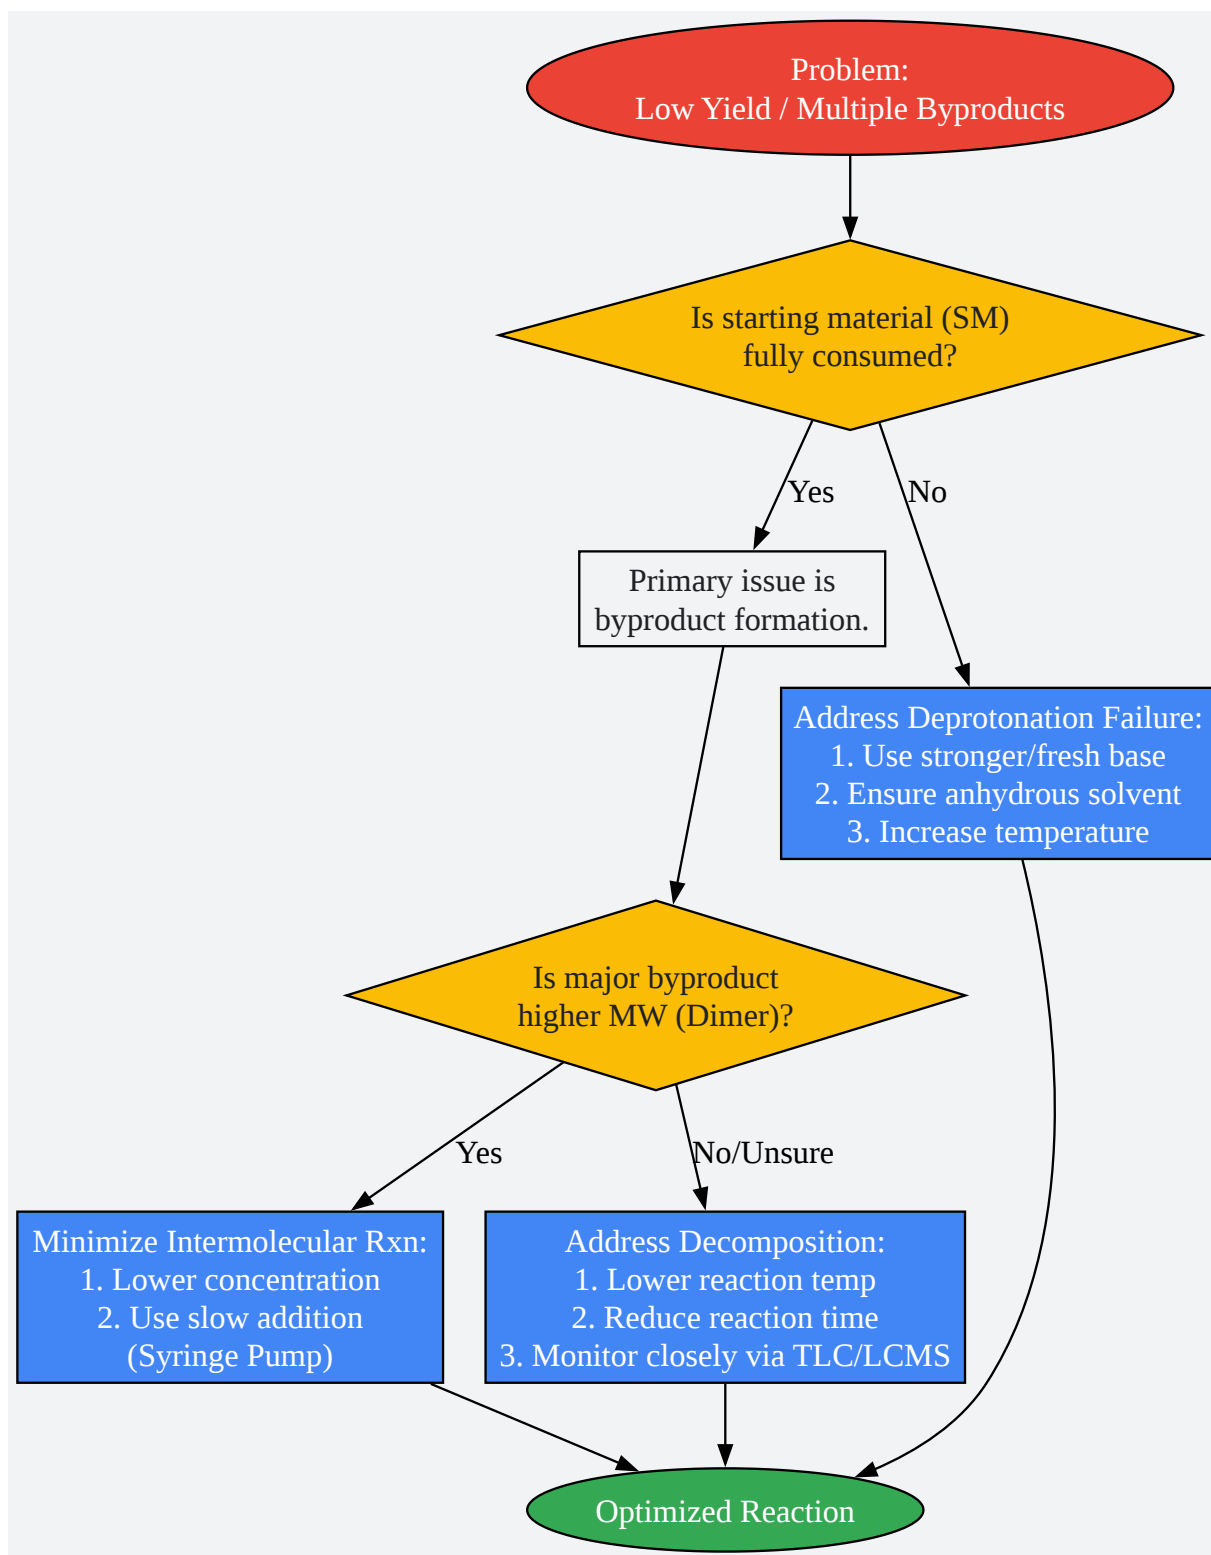 Problem:
Low Yield / Multiple Byproducts
Is starting material (SM)
fully consumed?
Yes
No
Primary issue is
byproduct formation.
Address Deprotonation Failure:
1. Use stronger/fresh base
2. Ensure anhydrous solvent
3. Increase temperature
Is major byproduct
higher MW (Dimer)?
Yes
No/Unsure
Minimize Intermolecular Rxn:
1. Lower concentration
2. Use slow addition
(Syringe Pump)
Address Decomposition:
1. Lower reaction temp
2. Reduce reaction time
3. Monitor closely via TLC/LCMS
Optimized Reaction